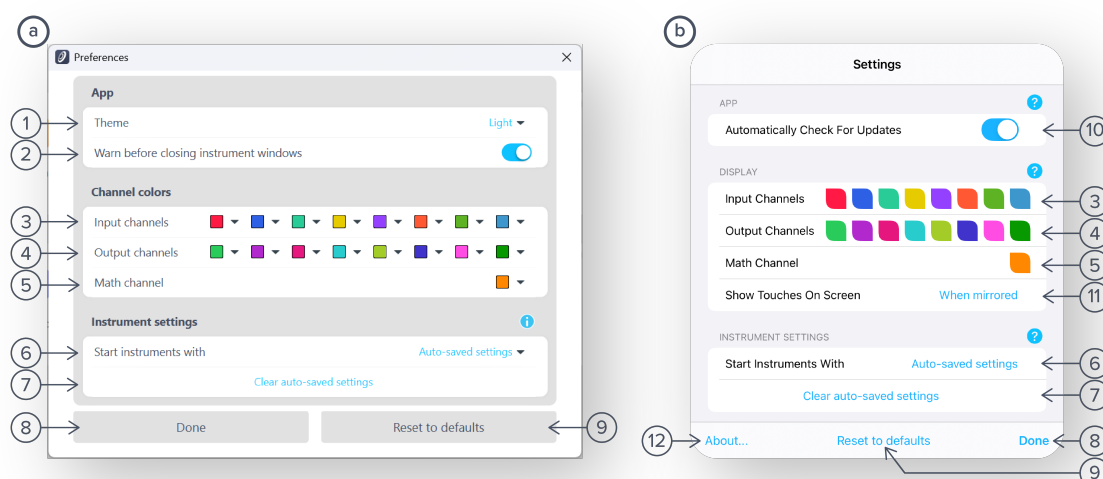 a
Preferences
App
1
Theme
Light
2
Warn before closing instrument windows
Channel colors
3
Input channels
4
Output channels
5
Math channel
Instrument settings
i
6
Start instruments with
Auto-saved settings
7
Clear auto-saved settings
8
Done
Reset to defaults
9
b
Settings
APP
?
Automatically Check For Updates
10
DISPLAY
?
Input Channels
3
Output Channels
4
Math Channel
5
Show Touches On Screen
When mirrored
11
INSTRUMENT SETTINGS
?
Start Instruments With
Auto-saved settings
6
Clear auto-saved settings
7
12
About...
Reset to defaults
Done
8
9